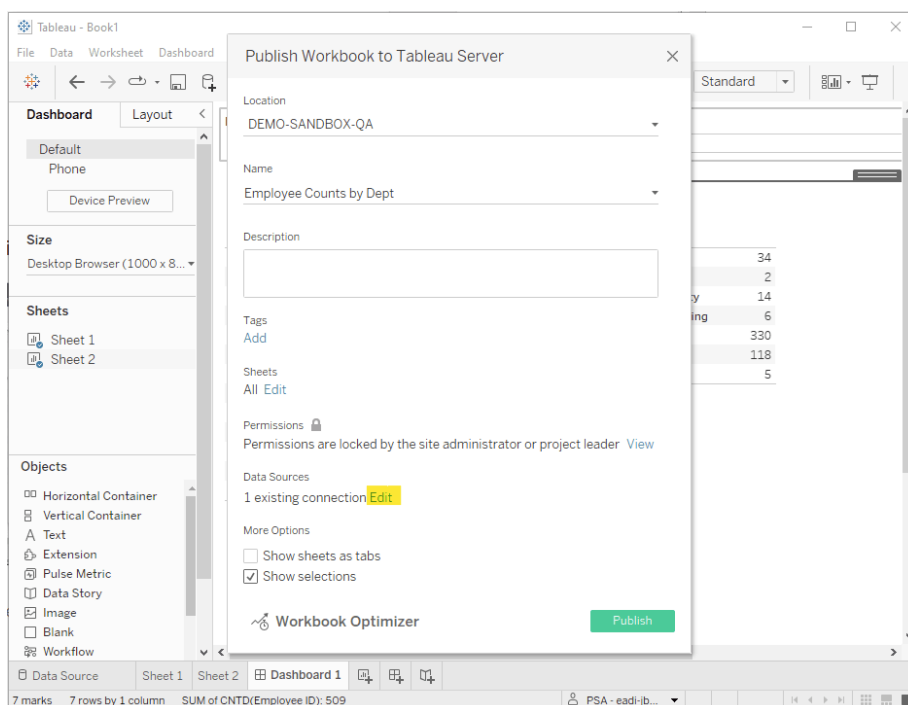 Tableau - Book1
File Data Worksheet Dashboard
Standard
Dashboard Layout
Default
Phone
Device Preview
Size
Desktop Browser (1000 x 8...
Sheets
Sheet 1
Sheet 2
Objects
Horizontal Container
Vertical Container
Text
Extension
Pulse Metric
Data Story
Image
Blank
Workflow
Publish Workbook to Tableau Server
Location
DEMO-SANDBOX-QA
Name
Employee Counts by Dept
Description
Tags
Add
Sheets
All Edit
Permissions
Permissions are locked by the site administrator or project leader View
Data Sources
1 existing connection Edit
More Options
Show sheets as tabs
Show selections
Workbook Optimizer
Publish
34
2
14
ing 6
330
118
5
Data Source Sheet 1 Sheet 2 Dashboard 1
7 marks 7 rows by 1 column SUM of CNTD(Employee ID): 509 PSA - eadi-jb...